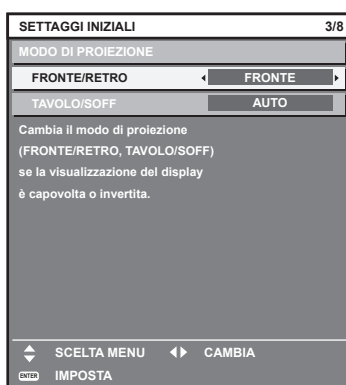 SETTAGGI INIZIALI 3/8
MODO DI PROIEZIONE
FRONTE/RETRO FRONTE
TAVOLO/SOFF AUTO
Cambia il modo di proiezione
(FRONTE/RETRO, TAVOLO/SOFF)
se la visualizzazione del display
è capovolta o invertita.
SCELTA MENU CAMBIA
ENTER IMPOSTA